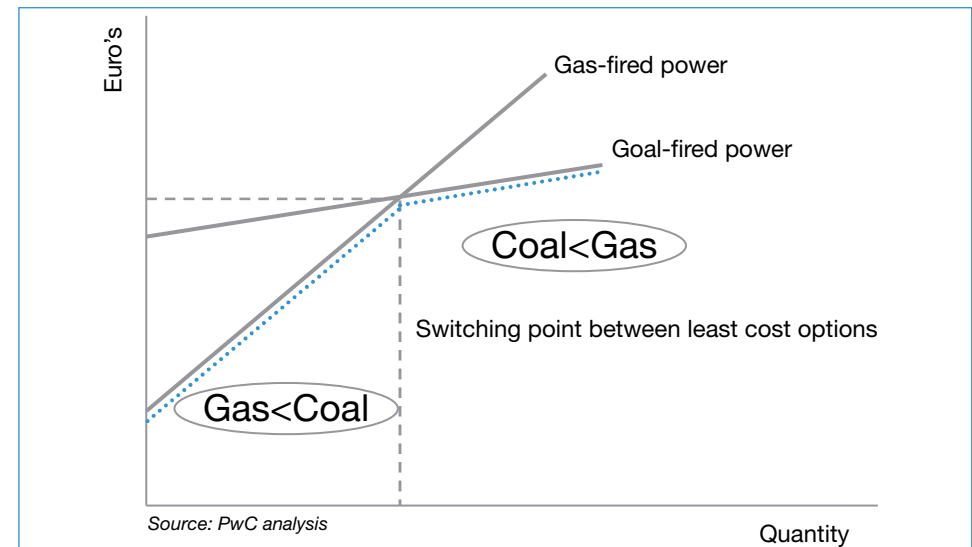 Euro's
Gas-fired power
Goal-fired power
Coal<Gas
Switching point between least cost options
Gas<Coal
Source: PwC analysis
Quantity